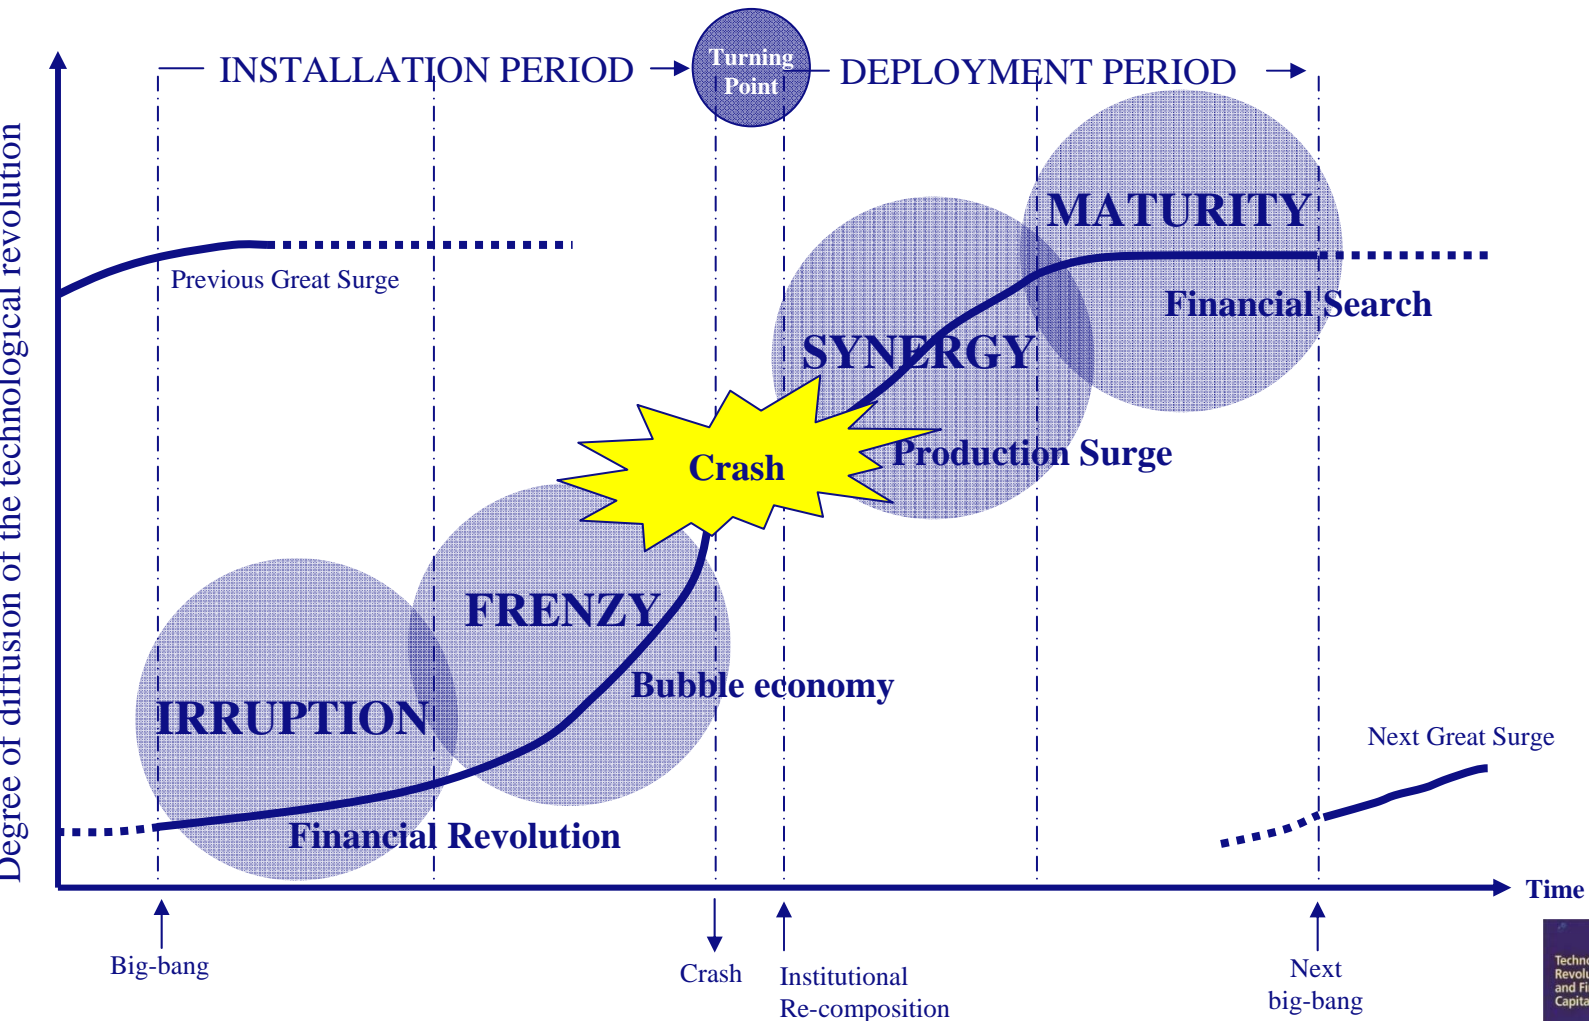 INSTALLATION PERIOD
Turning
Point
DEPLOYMENT PERIOD
Degree of diffusion of the technological revolution
Previous Great Surge
MATURITY
Financial Search
SYNERGY
Production Surge
Crash
FRENZY
Bubble economy
IRRUPTION
Financial Revolution
Next Great Surge
Time
Big-bang
Crash
Institutional
Re-composition
Next
big-bang
and